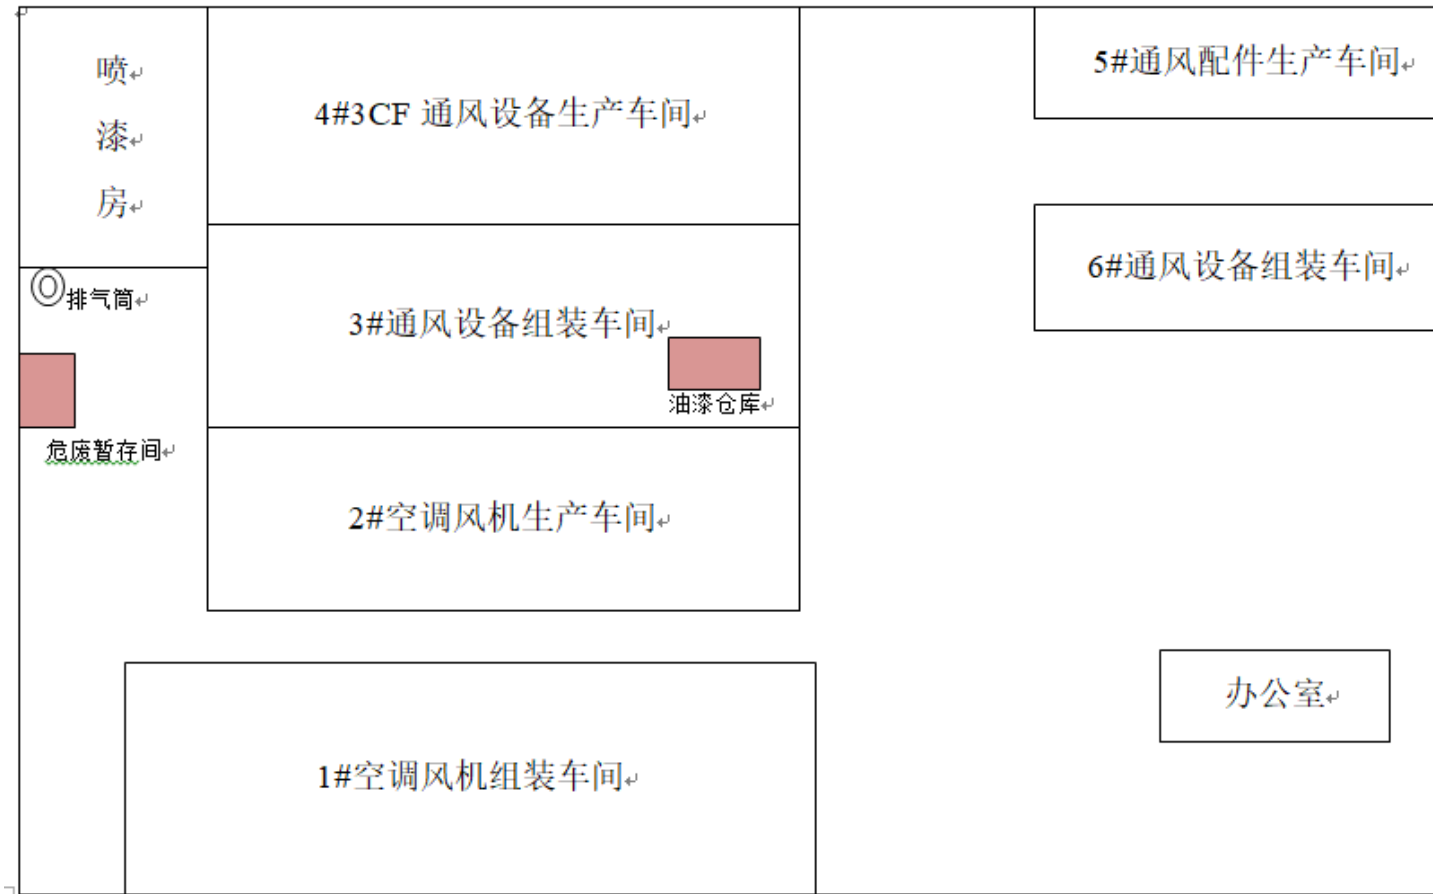 喷
漆
房
4#3CF 通风设备生产车间
5#通风配件生产车间
6#通风设备组装车间
排气筒
3#通风设备组装车间
油漆仓库
危废暂存间
2#空调风机生产车间
办公室
1#空调风机组装车间